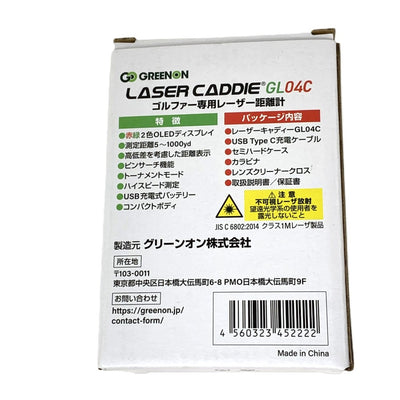 GREENON
LASER CADDIE® GL04C
ゴルファー専用レーザー距離計
特徴
●赤緑2色OLEDディスプレイ
●測定距離5〜1000yd
●高低差を考慮した距離表示
●ピンサーチ機能
●トーナメントモード
●ハイスピード測定
●USB充電式バッテリー
●コンパクトボディ
パッケージ内容
●レーザーキャディーGL04C
●USB Type C充電ケーブル
●セミハードケース
●カラビナ
●レンズクリーナークロス
●取扱説明書／保証書
注意
不可視レーザ放射
望遠光学系の使用者を
露光しないこと
JIS C 6802:2014 クラス1Mレーザ製品
製造元 グリーンオン株式会社
所在地
〒103-0011
東京都中央区日本橋大伝馬町6-8 PMO日本橋大伝馬町9F
お問い合わせ
https://greenon.jp/
contact-form/
4 560323 452222
Made in China